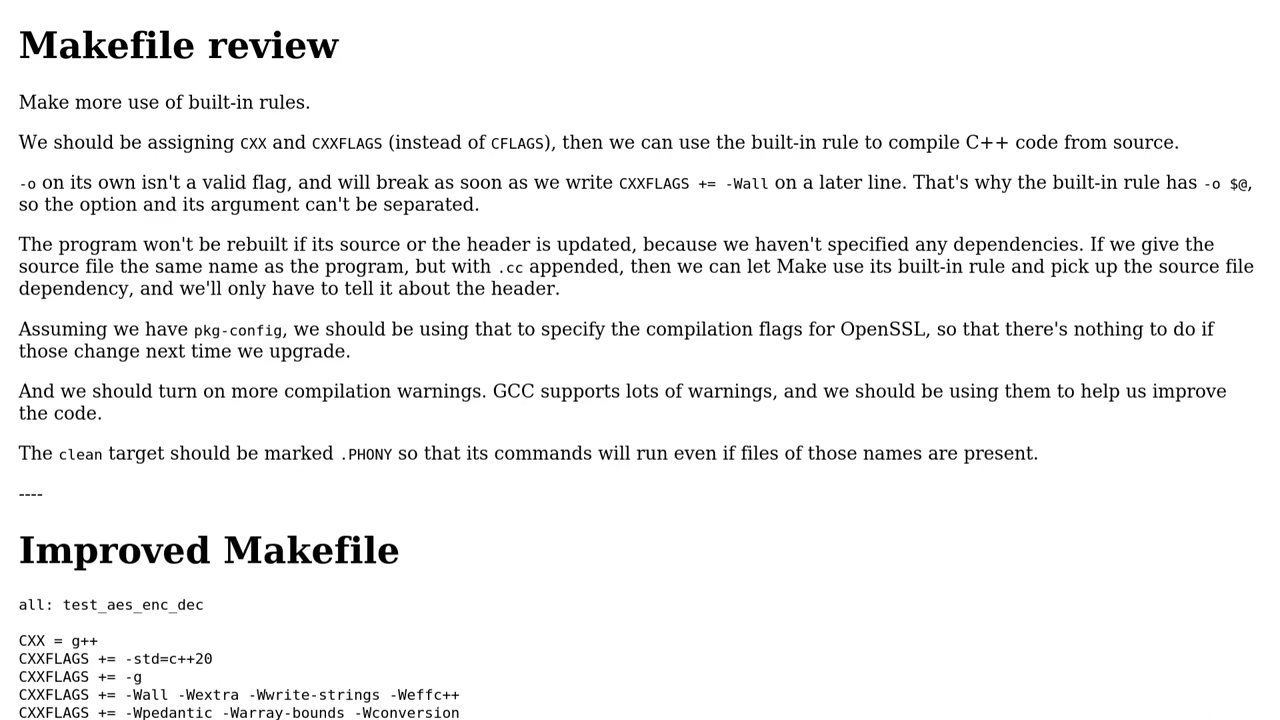 Makefile review
Make more use of built-in rules.
We should be assigning CXX and CXXFLAGS (instead of CFLAGS), then we can use the built-in rule to compile C++ code from source.
-o on its own isn't a valid flag, and will break as soon as we write CXXFLAGS += -Wall on a later line. That's why the built-in rule has -o $@,
so the option and its argument can't be separated.
The program won't be rebuilt if its source or the header is updated, because we haven't specified any dependencies. If we give the
source file the same name as the program, but with .cc appended, then we can let Make use its built-in rule and pick up the source file
dependency, and we'll only have to tell it about the header.
Assuming we have pkg-config, we should be using that to specify the compilation flags for OpenSSL, so that there's nothing to do if
those change next time we upgrade.
And we should turn on more compilation warnings. GCC supports lots of warnings, and we should be using them to help us improve
the code.
The clean target should be marked .PHONY so that its commands will run even if files of those names are present.
----
Improved Makefile
all: test_aes_enc_dec
CXX = g++
CXXFLAGS += -std=c++20
CXXFLAGS += -g
CXXFLAGS += -Wall -Wextra -Wwrite-strings -Weffc++
CXXFLAGS += -Wpedantic -Warray-bounds -Wconversion